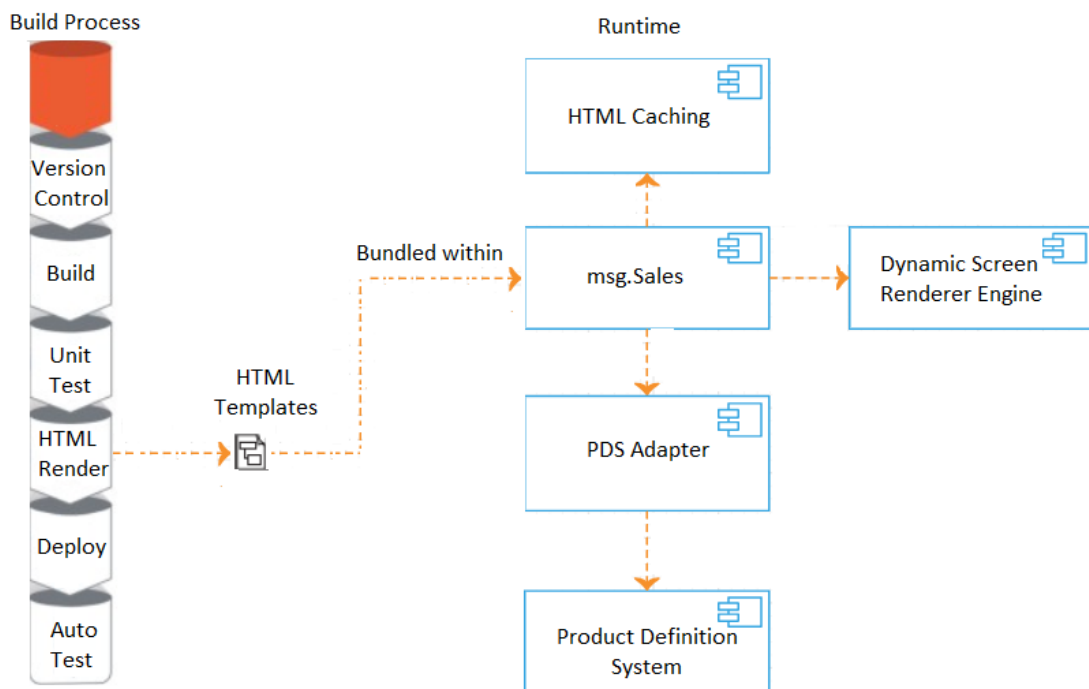 Build Process
Version
Control
Build
Unit
Test
HTML
Render
Deploy
Auto
Test
HTML
Templates
Bundled within
Runtime
HTML Caching
msg.Sales
Dynamic Screen
Renderer Engine
PDS Adapter
Product Definition
System